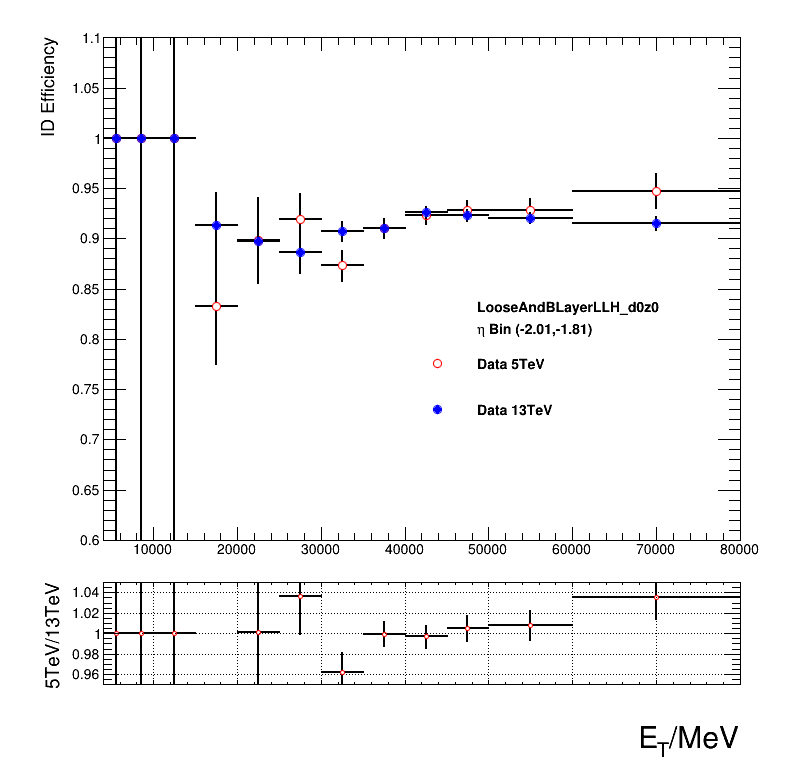 ID Efficiency
1.1
1.05
1
0.95
0.9
0.85
0.8
0.75
0.7
0.65
0.6
LooseAndBLayerLLH_d0z0
η Bin (-2.01,-1.81)
Data 5TeV
Data 13TeV
10000 20000 30000 40000 50000 60000 70000 80000
5TeV/13TeV
1.04
1.02
1
0.98
0.96
E_T/MeV